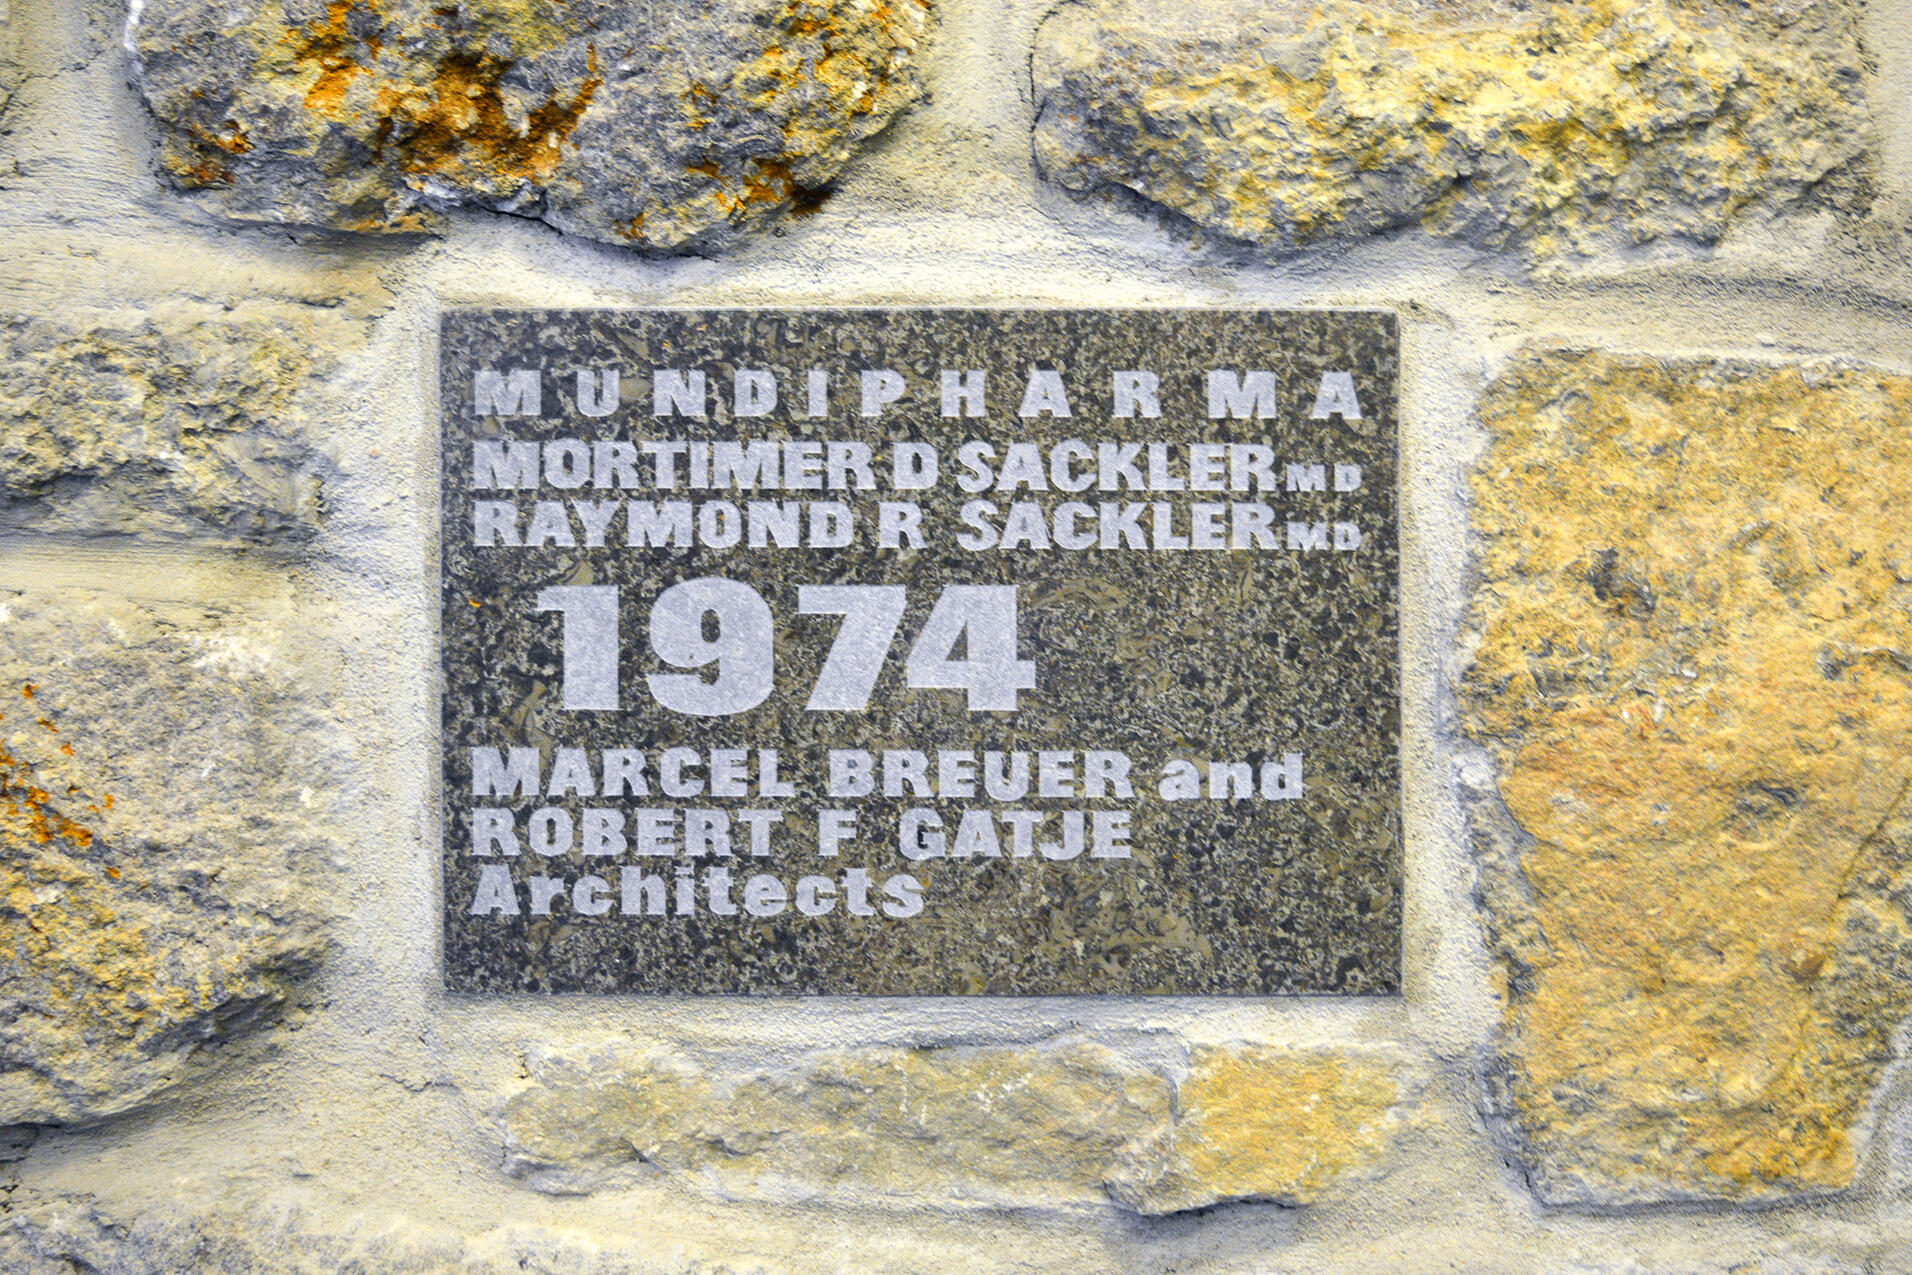 MUNDIPHARMA
MORTIMER D SACKLER MD
RAYMOND R SACKLER MD
1974
MARCEL BREUER and
ROBERT F GATJE
Architects